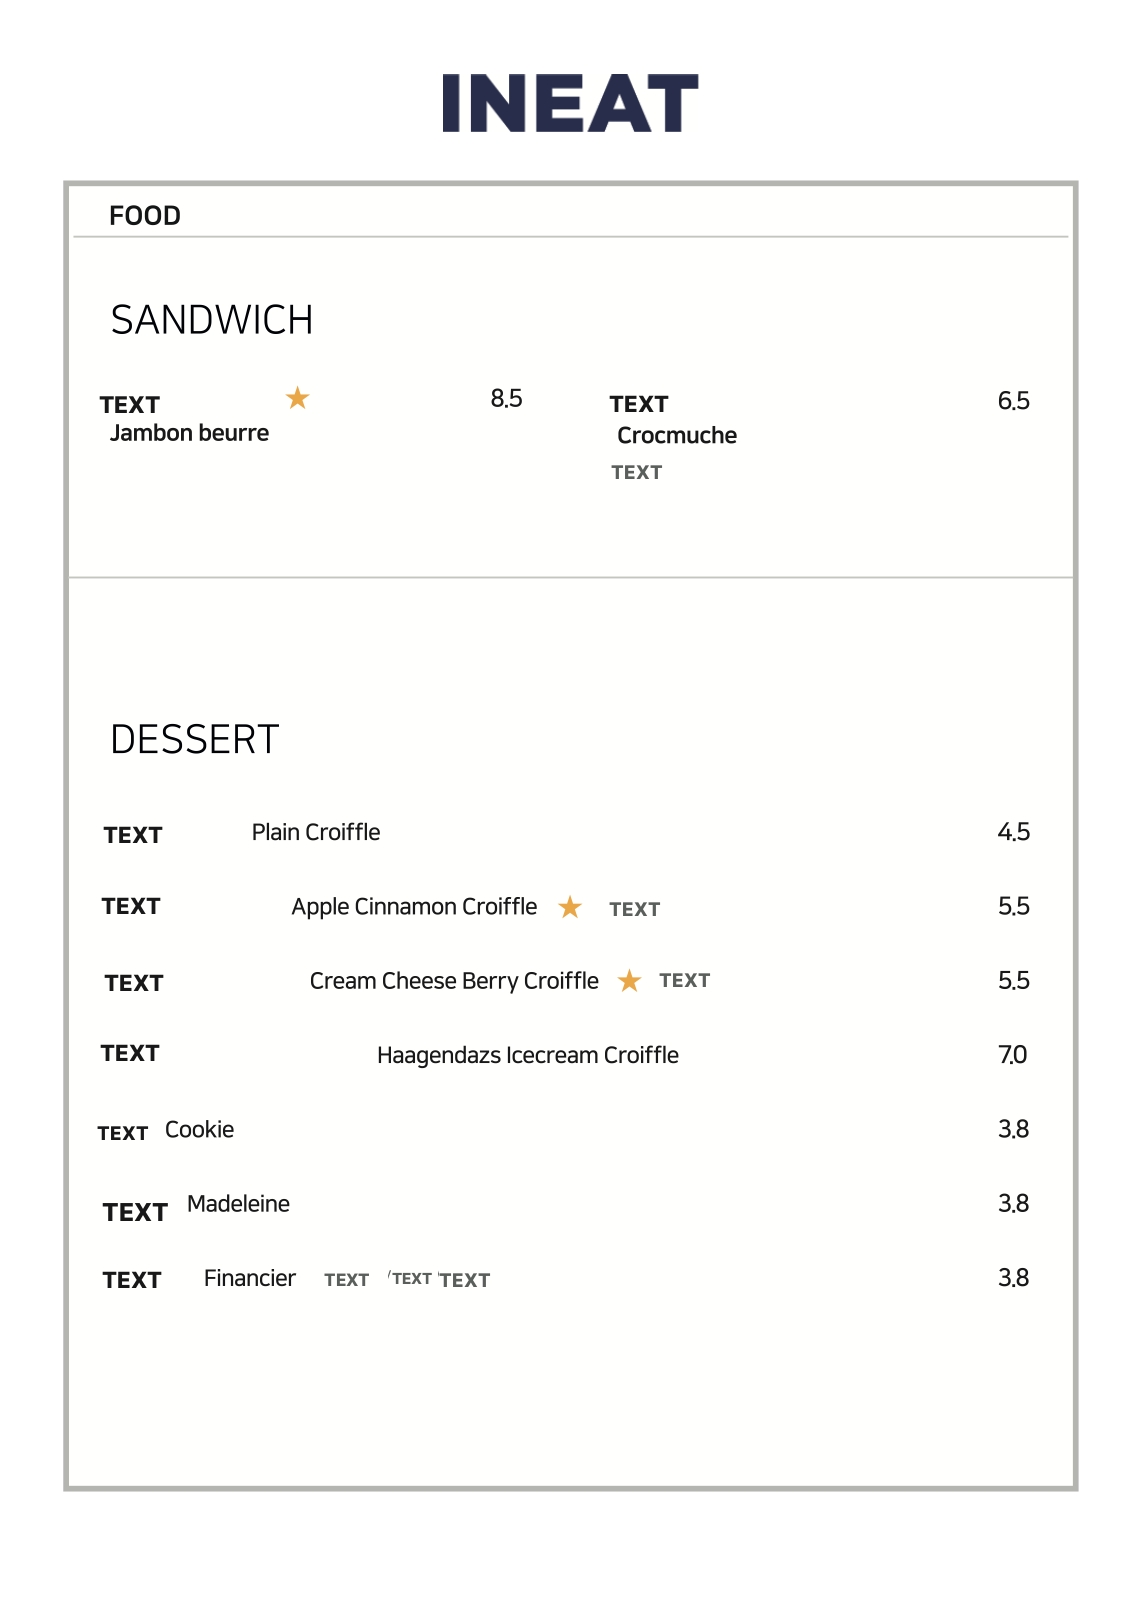 INEAT
FOOD
SANDWICH
TEXT ★ 8.5
Jambon beurre
TEXT 6.5
Crocmuche
TEXT
DESSERT
TEXT Plain Croiffle 4.5
TEXT Apple Cinnamon Croiffle ★ TEXT 5.5
TEXT Cream Cheese Berry Croiffle ★ TEXT 5.5
TEXT Haagendazs Icecream Croiffle 7.0
TEXT Cookie 3.8
TEXT Madeleine 3.8
TEXT Financier TEXT /TEXT TEXT 3.8